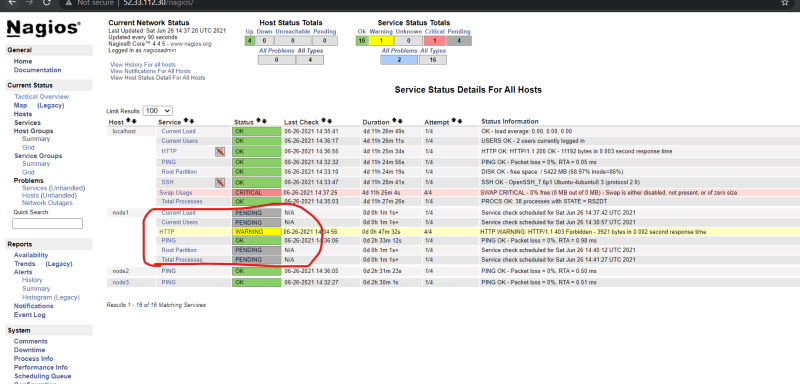 Not secure | 52.33.112.30/nagios/
Nagios®
General
Home
Documentation
Current Status
Tactical Overview
Map (Legacy)
Hosts
Services
Host Groups
Summary
Grid
Service Groups
Summary
Grid
Problems
Services (Unhandled)
Hosts (Unhandled)
Network Outages
Quick Search:
Reports
Availability
Trends (Legacy)
Alerts
History
Summary
Histogram (Legacy)
Notifications
Event Log
System
Comments
Downtime
Process Info
Performance Info
Scheduling Queue
Configuration
Current Network Status
Last Updated: Sat Jun 26 14:37:28 UTC 2021
Updated every 90 seconds
Nagios® Core™ 4.4.5 - www.nagios.org
Logged in as nagiosadmin
View History For all hosts
View Notifications For All Hosts
View Host Status Detail For All Hosts
Host Status Totals
Up Down Unreachable Pending
4 0 0 0
All Problems All Types
0 4
Service Status Totals
Ok Warning Unknown Critical Pending
10 1 0 1 4
All Problems All Types
2 16
Service Status Details For All Hosts
Limit Results: 100
Host Service Status Last Check Duration Attempt Status Information
localhost Current Load OK 06-26-2021 14:35:41 4d 11h 26m 49s 1/4 OK - load average: 0.00, 0.00, 0.00
Current Users OK 06-26-2021 14:36:17 4d 11h 26m 11s 1/4 USERS OK - 2 users currently logged in
HTTP OK 06-26-2021 14:36:55 4d 11h 25m 34s 1/4 HTTP OK: HTTP/1.1 200 OK - 11192 bytes in 0.003 second response time
PING OK 06-26-2021 14:32:32 4d 11h 24m 56s 1/4 PING OK - Packet loss = 0%, RTA = 0.05 ms
Root Partition OK 06-26-2021 14:33:10 4d 11h 24m 19s 1/4 DISK OK - free space: / 5422 MB (68.97% inode=86%):
SSH OK 06-26-2021 14:33:47 4d 11h 28m 41s 1/4 SSH OK - OpenSSH_7.6p1 Ubuntu-4ubuntu0.3 (protocol 2.0)
Swap Usage CRITICAL 06-26-2021 14:37:25 4d 11h 25m 4s 4/4 SWAP CRITICAL - 0% free (0 MB out of 0 MB) - Swap is either disabled, not present, or of zero size.
Total Processes OK 06-26-2021 14:35:03 4d 11h 27m 26s 1/4 PROCS OK: 38 processes with STATE = RSZDT
node1 Current Load PENDING N/A 0d 0h 1m 1s+ 1/4 Service check scheduled for Sat Jun 26 14:37:42 UTC 2021
Current Users PENDING N/A 0d 0h 1m 1s+ 1/4 Service check scheduled for Sat Jun 26 14:38:57 UTC 2021
HTTP WARNING 06-26-2021 14:34:56 0d 0h 47m 32s 4/4 HTTP WARNING: HTTP/1.1 403 Forbidden - 3921 bytes in 0.002 second response time
PING OK 06-26-2021 14:36:06 0d 2h 33m 12s 1/4 PING OK - Packet loss = 0%, RTA = 0.98 ms
Root Partition PENDING N/A 0d 0h 1m 1s+ 1/4 Service check scheduled for Sat Jun 26 14:40:12 UTC 2021
Total Processes PENDING N/A 0d 0h 1m 1s+ 1/4 Service check scheduled for Sat Jun 26 14:41:27 UTC 2021
node2 PING OK 06-26-2021 14:36:05 0d 2h 31m 23s 1/4 PING OK - Packet loss = 0%, RTA = 0.50 ms
node3 PING OK 06-26-2021 14:32:27 0d 2h 30m 1s 1/4 PING OK - Packet loss = 0%, RTA = 0.51 ms
Results 1 - 16 of 16 Matching Services